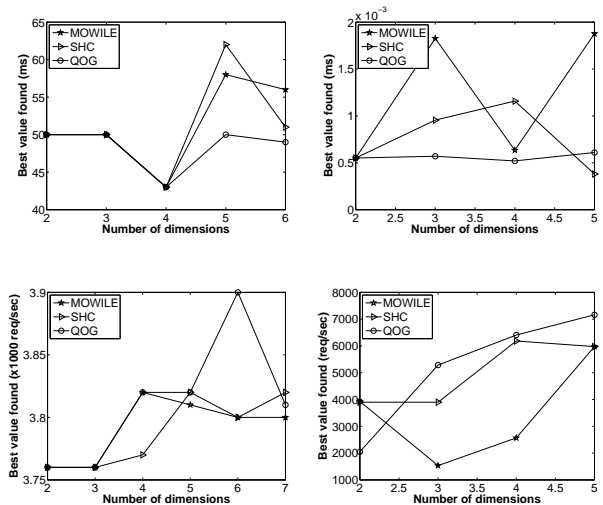 65
60
55
50
45
40
2 3 4 5 6
Number of dimensions
Best value found (ms)
MOWILE
SHC
QOG
x 10⁻³
2
1.5
1
0.5
0
2 2.5 3 3.5 4 4.5 5
Number of dimensions
Best value found (ms)
MOWILE
SHC
QOG
3.9
3.85
3.8
3.75
2 3 4 5 6 7
Number of dimensions
Best value found (x1000 req/sec)
MOWILE
SHC
QOG
8000
7000
6000
5000
4000
3000
2000
1000
2 2.5 3 3.5 4 4.5 5
Number of dimensions
Best value found (req/sec)
MOWILE
SHC
QOG